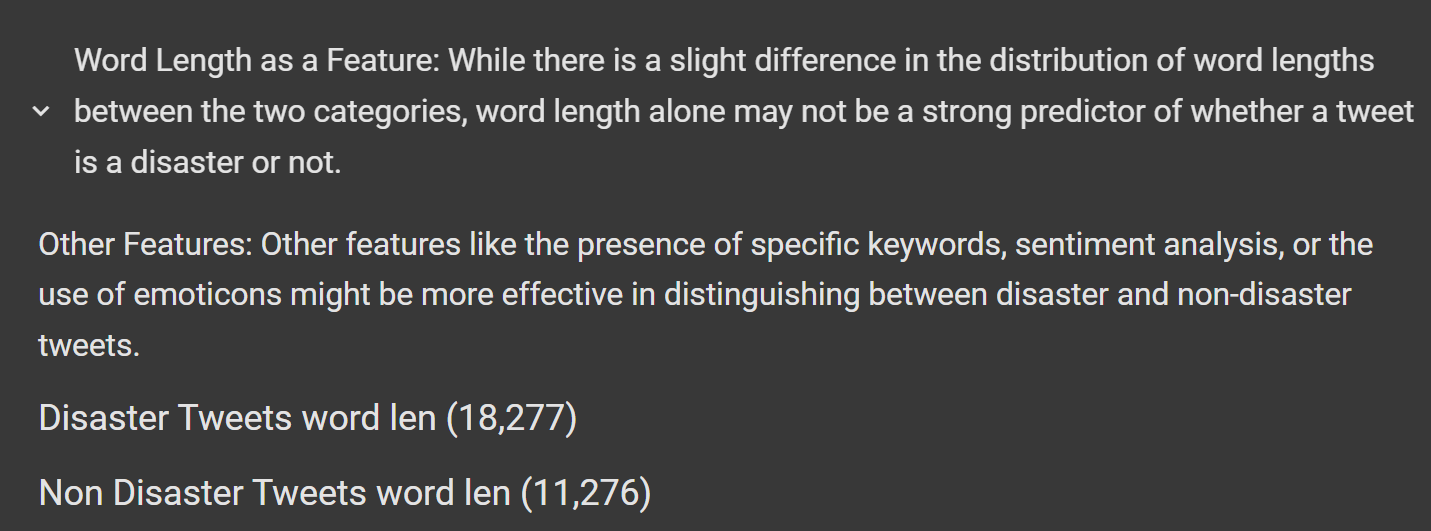 Word Length as a Feature: While there is a slight difference in the distribution of word lengths
between the two categories, word length alone may not be a strong predictor of whether a tweet
is a disaster or not.
Other Features: Other features like the presence of specific keywords, sentiment analysis, or the
use of emoticons might be more effective in distinguishing between disaster and non-disaster
tweets.
Disaster Tweets word len (18,277)
Non Disaster Tweets word len (11,276)